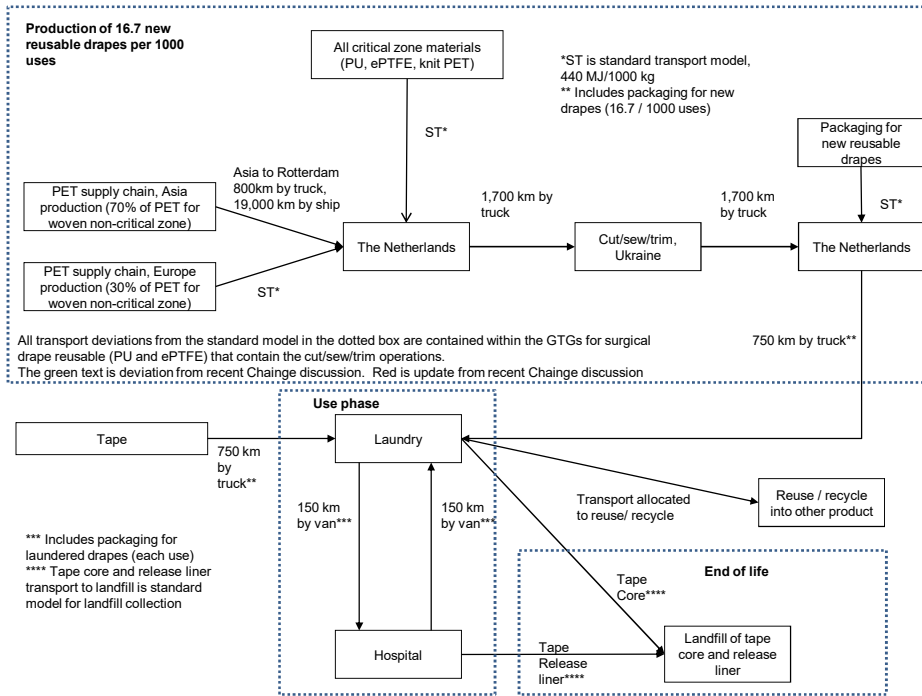 Production of 16.7 new
reusable drapes per 1000
uses
All critical zone materials
(PU, ePTFE, knit PET)
*ST is standard transport model,
440 MJ/1000 kg
** Includes packaging for new
drapes (16.7 / 1000 uses)
Packaging for
new reusable
drapes
ST*
ST*
PET supply chain, Asia
production (70% of PET for
woven non-critical zone)
Asia to Rotterdam
800km by truck,
19,000 km by ship
The Netherlands
1,700 km by
truck
Cut/sew/trim,
Ukraine
1,700 km by
truck
The Netherlands
PET supply chain, Europe
production (30% of PET for
woven non-critical zone)
ST*
All transport deviations from the standard model in the dotted box are contained within the GTGs for surgical
drape reusable (PU and ePTFE) that contain the cut/sew/trim operations.
The green text is deviation from recent Chainge discussion.  Red is update from recent Chainge discussion
750 km by truck**
Use phase
Tape
750 km
by
truck**
Laundry
150 km
by van***
150 km
by van***
Transport allocated
to reuse/ recycle
Reuse / recycle
into other product
*** Includes packaging for
laundered drapes (each use)
**** Tape core and release liner
transport to landfill is standard
model for landfill collection
End of life
Tape
Core****
Hospital
Tape
Release
liner****
Landfill of tape
core and release
liner